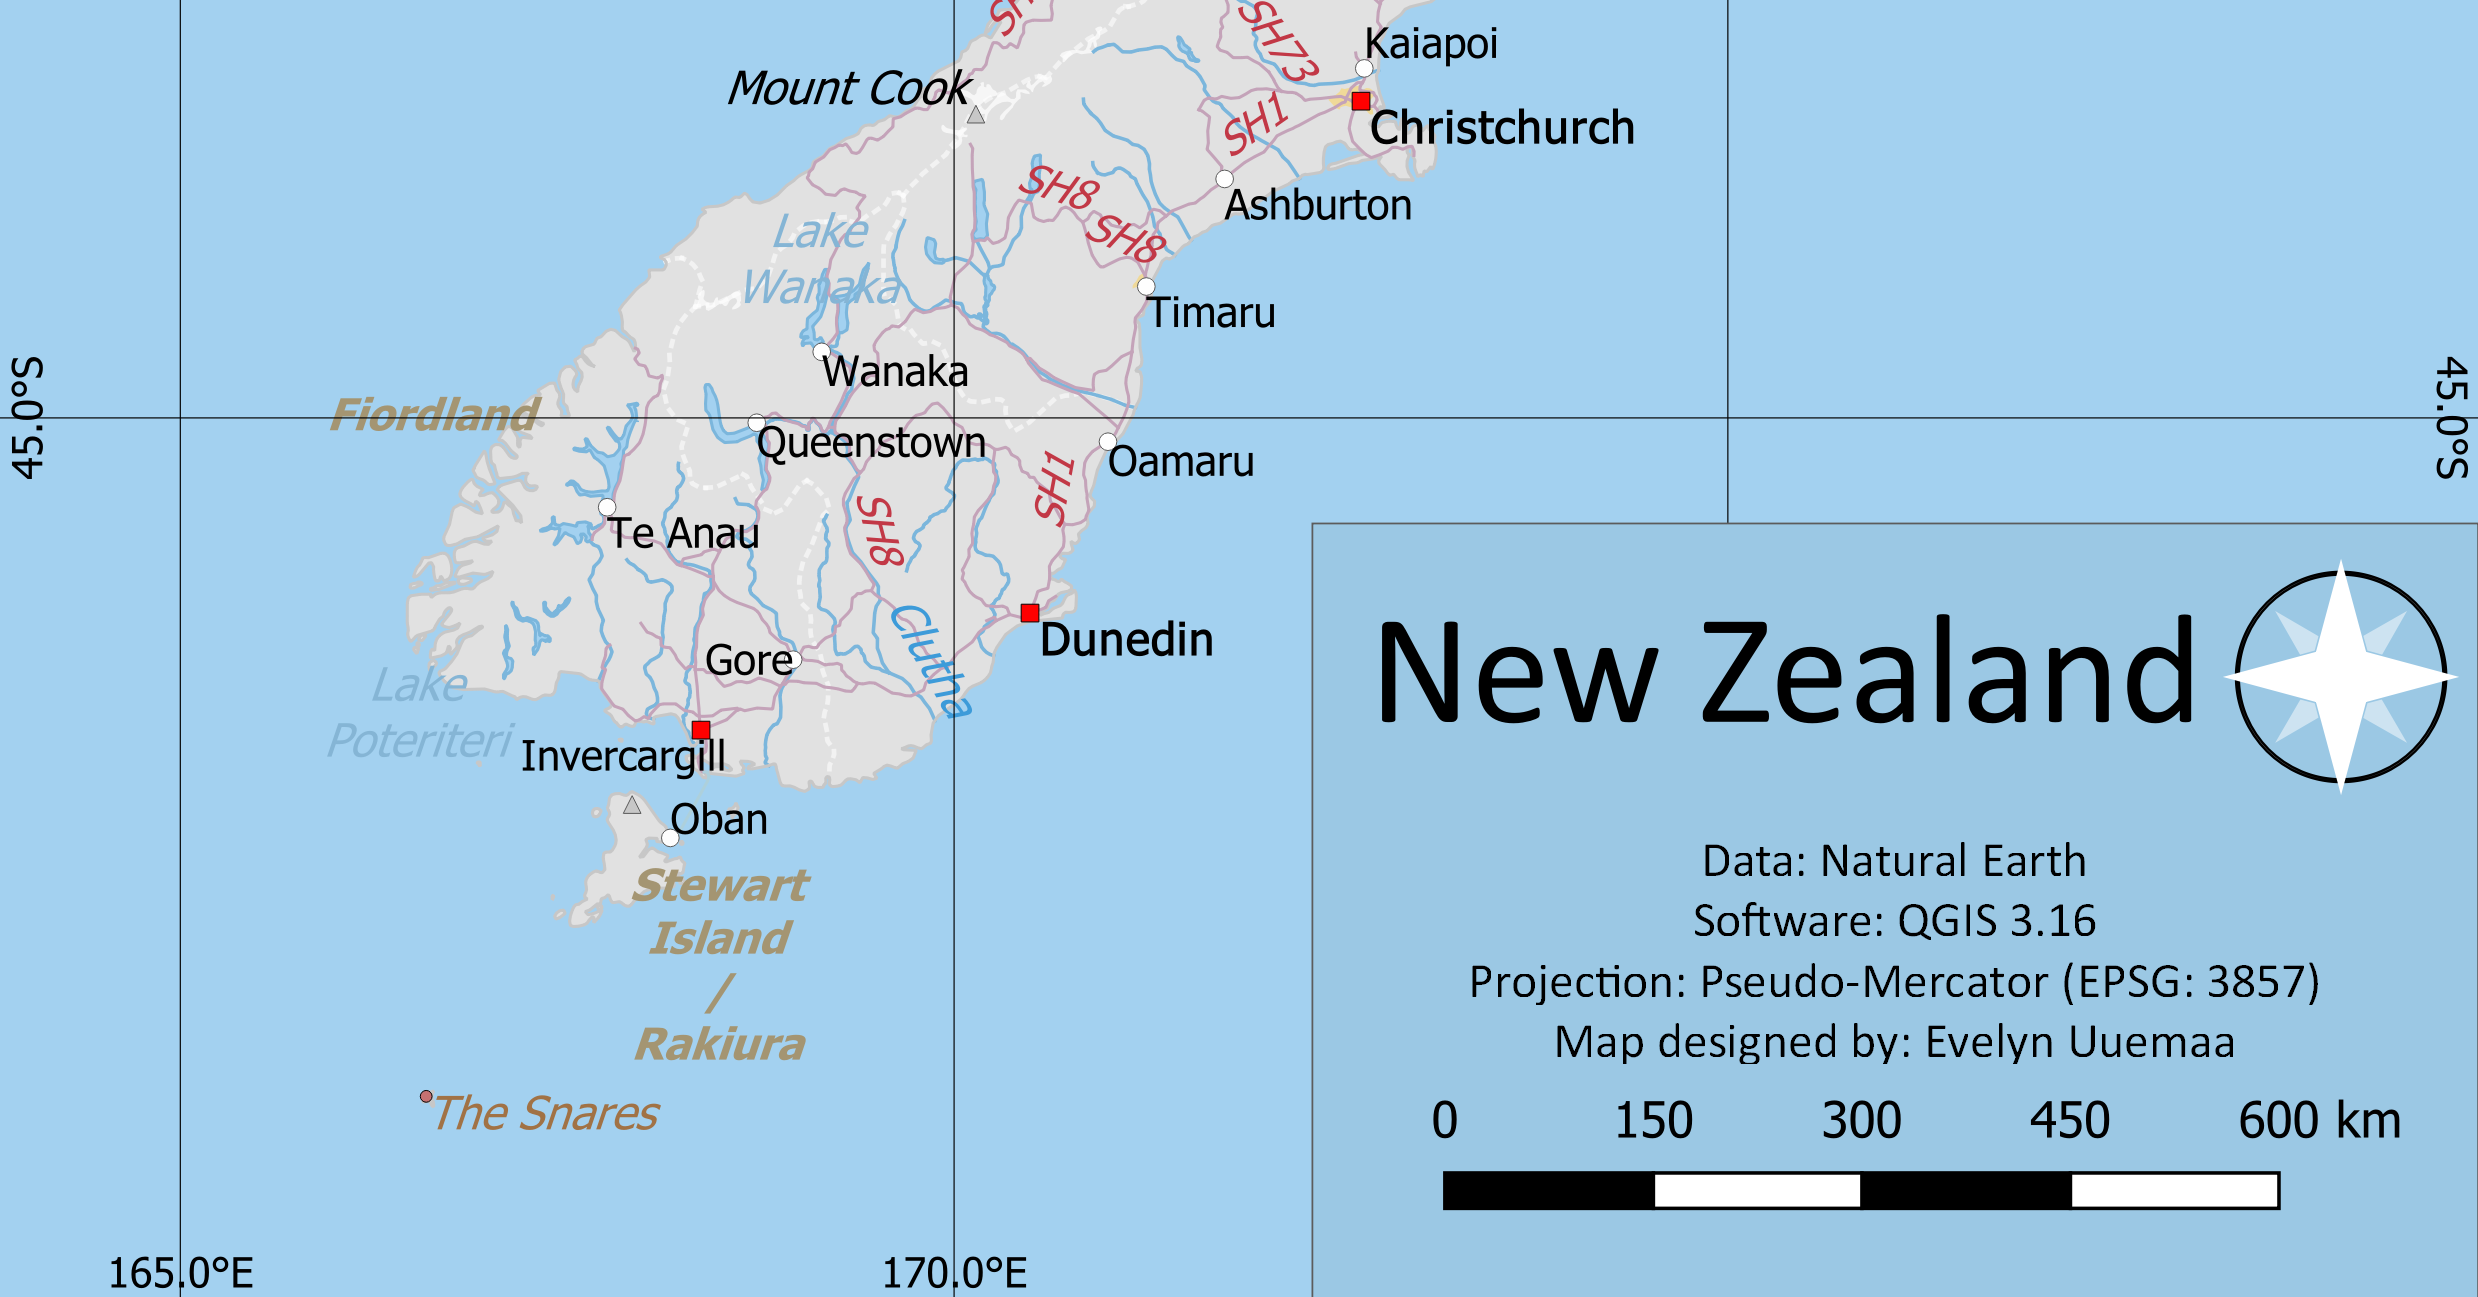 SH73
Kaiapoi
Mount Cook
SH1
Christchurch
SH8
Ashburton
SH8
Lake
Wanaka
Timaru
Wanaka
45.0°S
45.0°S
Fiordland
Queenstown
Oamaru
SH1
SH8
Te Anau
Clutha
Dunedin
Gore
Lake
Poteriteri
Invercargill
Oban
Stewart
Island
/
Rakiura
The Snares
165.0°E
170.0°E
New Zealand
Data: Natural Earth
Software: QGIS 3.16
Projection: Pseudo-Mercator (EPSG: 3857)
Map designed by: Evelyn Uuemaa
0 150 300 450 600 km